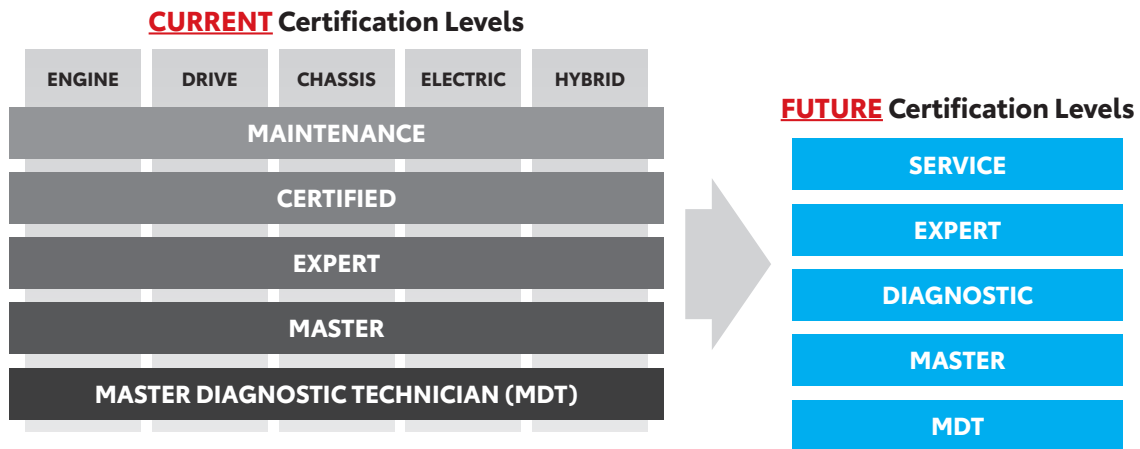 CURRENT Certification Levels
ENGINE DRIVE CHASSIS ELECTRIC HYBRID
MAINTENANCE
CERTIFIED
EXPERT
MASTER
MASTER DIAGNOSTIC TECHNICIAN (MDT)
FUTURE Certification Levels
SERVICE
EXPERT
DIAGNOSTIC
MASTER
MDT